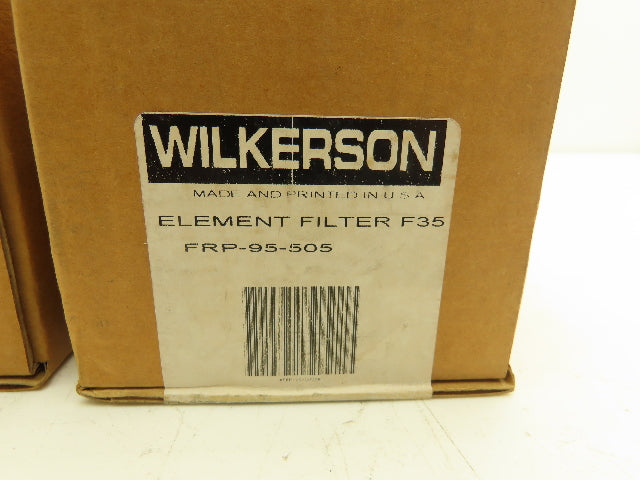 WILKERSON
MADE AND PRINTED IN U.S.A
ELEMENT FILTER F35
FRP-95-505